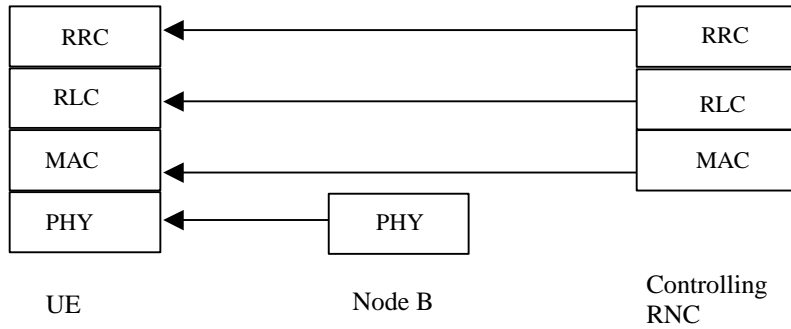 RRC
RRC
RLC
RLC
MAC
MAC
PHY
PHY
UE
Node B
Controlling
RNC